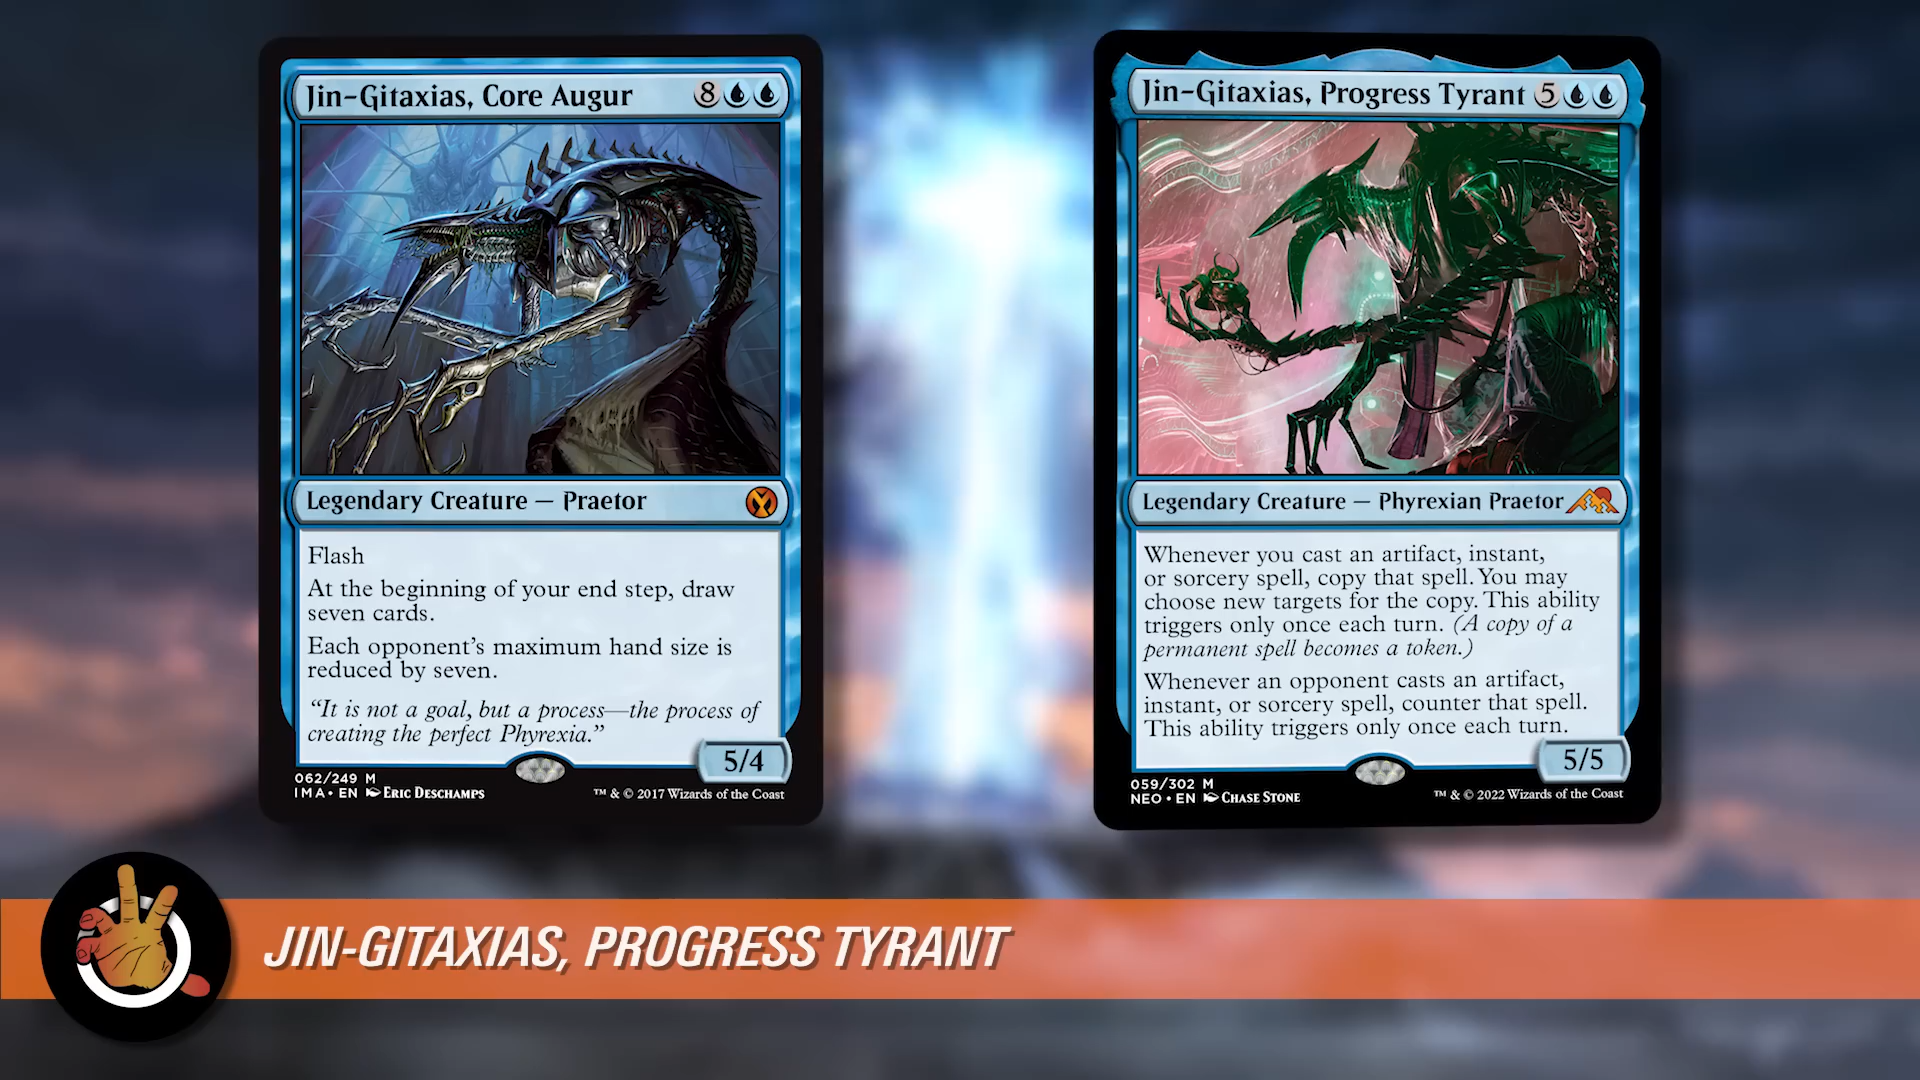 Jin-Gitaxias, Core Augur 8
Legendary Creature — Praetor
Flash
At the beginning of your end step, draw
seven cards.
Each opponent's maximum hand size is
reduced by seven.
“It is not a goal, but a process—the process of
creating the perfect Phyrexia.”
5/4
062/249 M
IMA • EN Eric Deschamps
™ & © 2017 Wizards of the Coast
Jin-Gitaxias, Progress Tyrant 5
Legendary Creature — Phyrexian Praetor
Whenever you cast an artifact, instant,
or sorcery spell, copy that spell. You may
choose new targets for the copy. This ability
triggers only once each turn. (A copy of a
permanent spell becomes a token.)
Whenever an opponent casts an artifact,
instant, or sorcery spell, counter that spell.
This ability triggers only once each turn.
5/5
059/302 M
NEO • EN Chase Stone
™ & © 2022 Wizards of the Coast
JIN-GITAXIAS, PROGRESS TYRANT